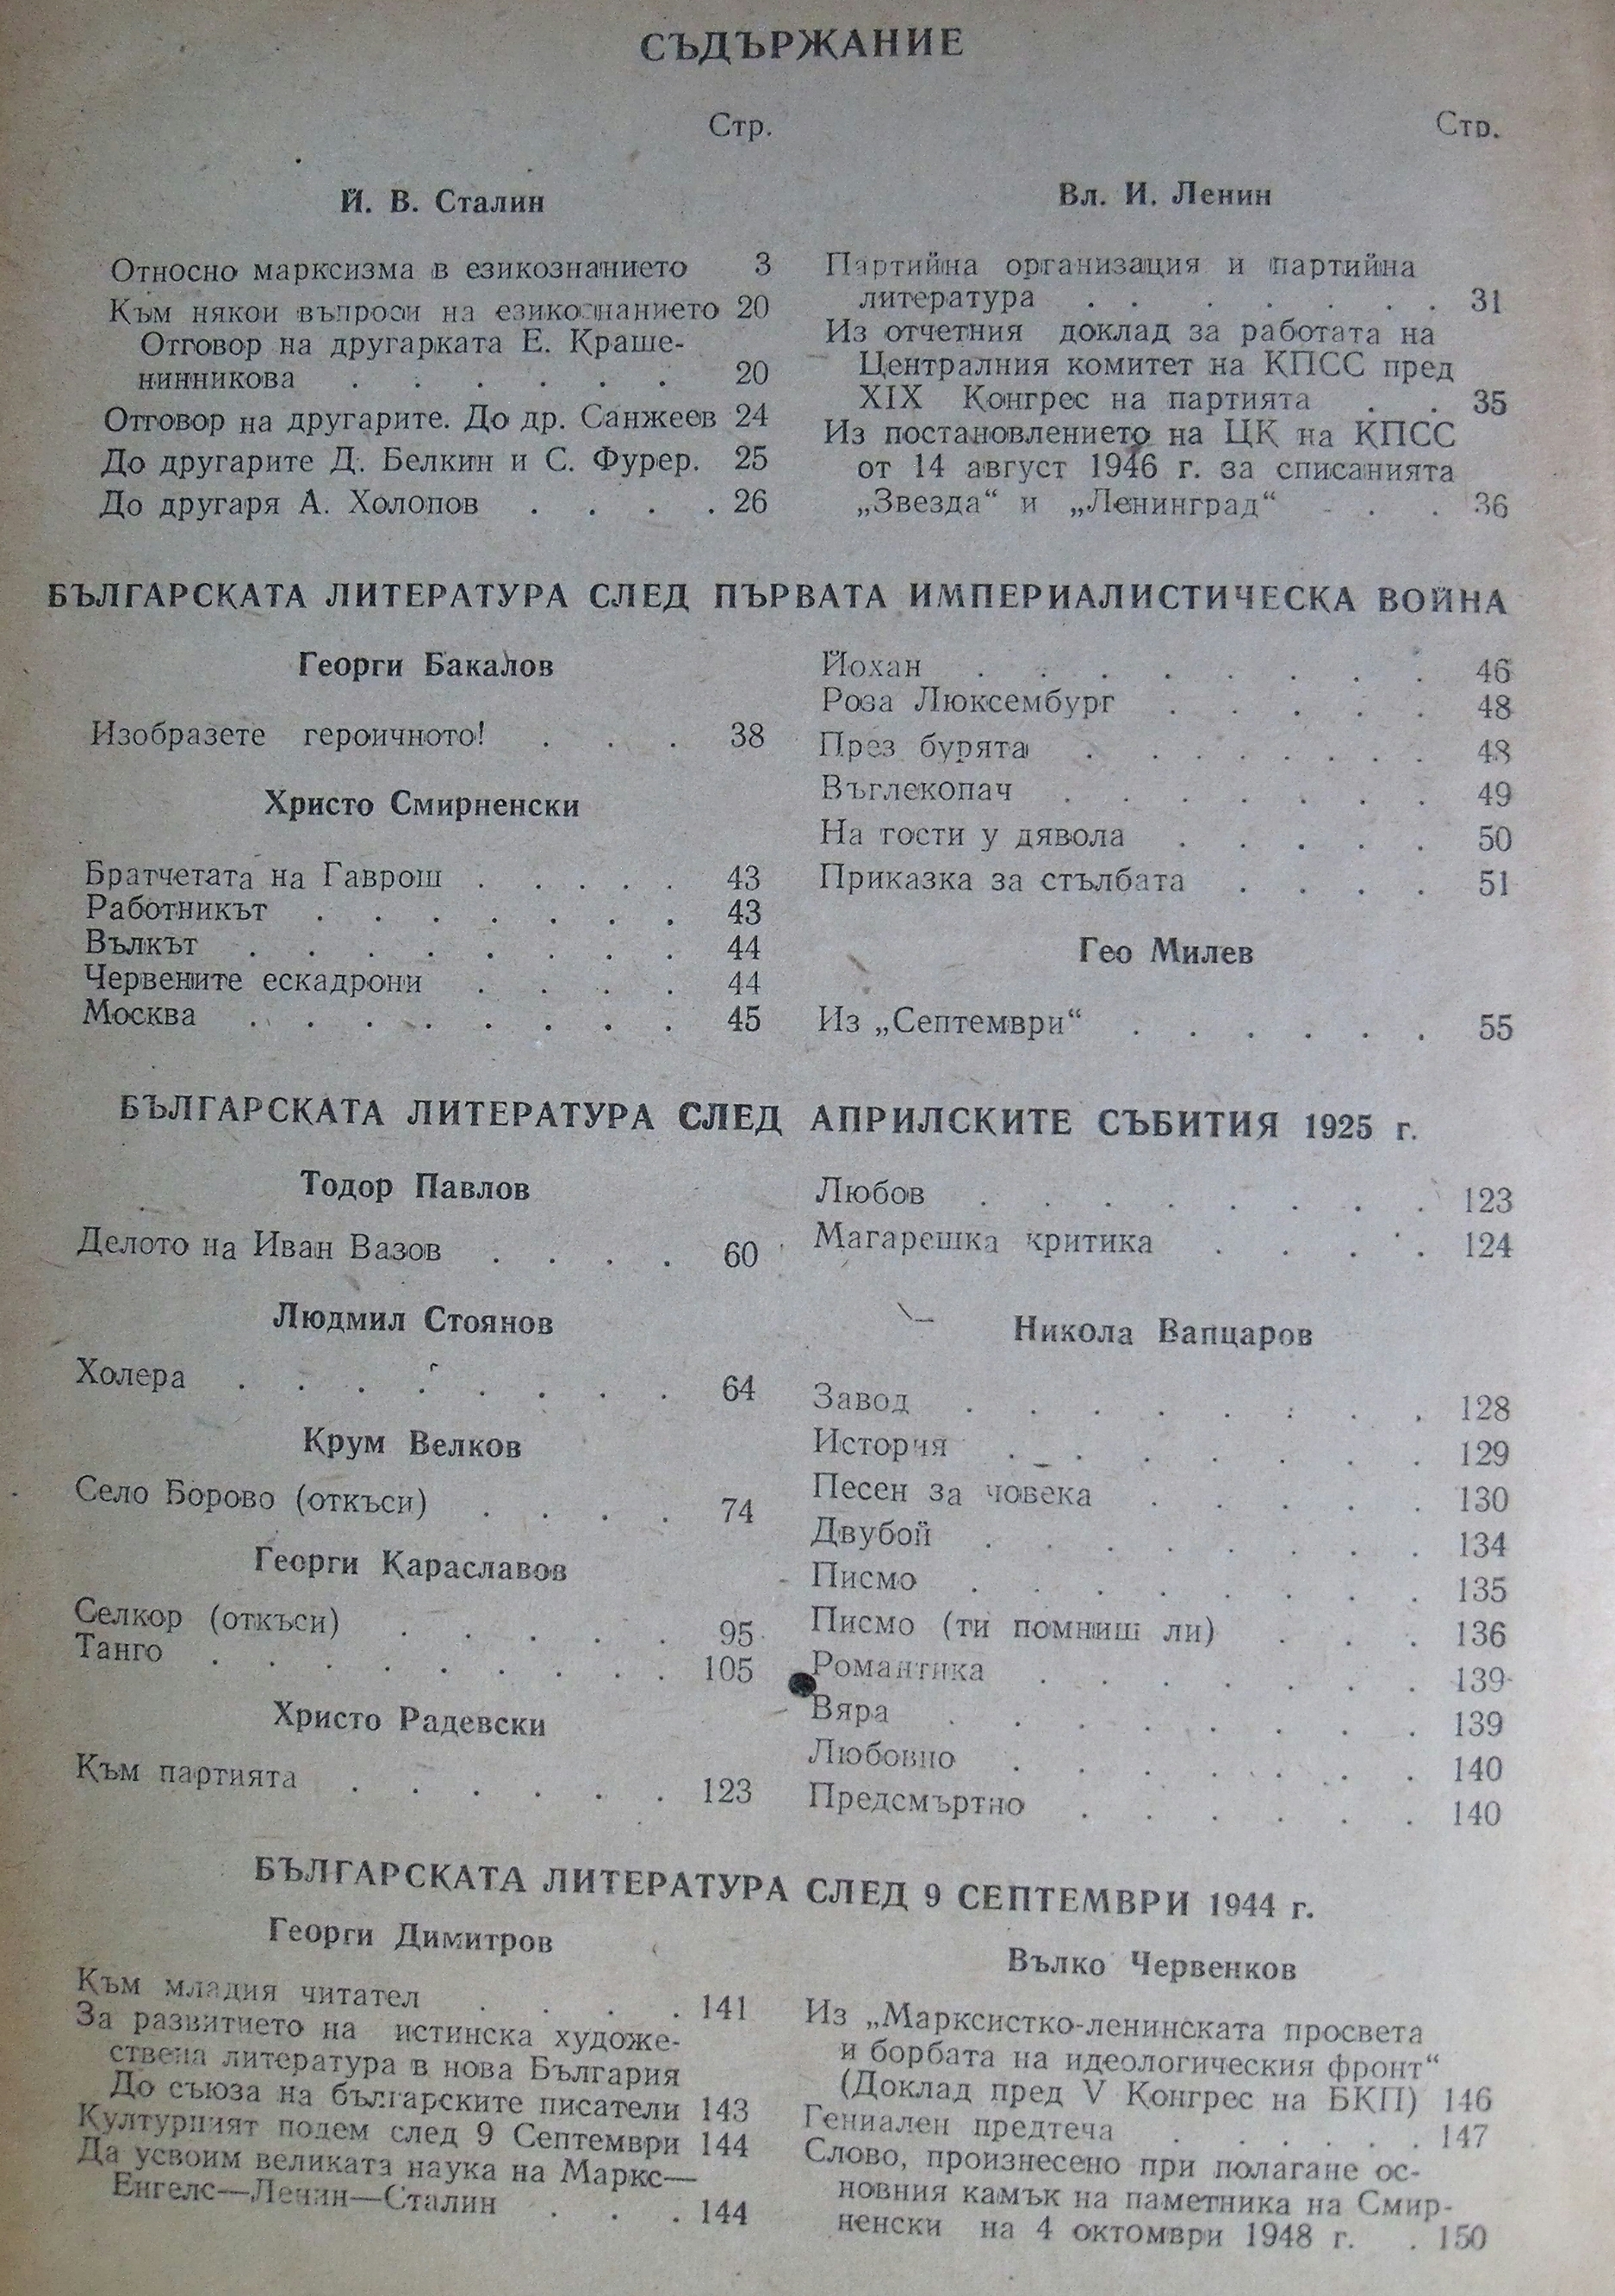 СЪДЪРЖАНИЕ
Стр.
Й. В. Сталин
Относно марксизма в езикознанието 3
Към някои въпроси на езикознанието 20
Отговор на другарката Е. Краше-
нинникова . . . . . . 20
Отговор на другарите. До др. Санжеев 24
До другарите Д. Белкин и С. Фурер. 25
До другаря А. Холопов . . . . 26
Стр.
Вл. И. Ленин
Партийна организация и партийна
литература . . . . . . . 31
Из отчетния доклад за работата на
Централния комитет на КПСС пред
XIX Конгрес на партията . . 35
Из постановлението на ЦК на КПСС
от 14 август 1946 г. за списанията
„Звезда“ и „Ленинград“ . . . 36
БЪЛГАРСКАТА ЛИТЕРАТУРА СЛЕД ПЪРВАТА ИМПЕРИАЛИСТИЧЕСКА ВОЙНА
Георги Бакалов
Изобразете героичното! . . . 38
Христо Смирненски
Братчетата на Гаврош . . . . 43
Работникът . . . . . . . 43
Вълкът . . . . . . . . 44
Червените ескадрони . . . . 44
Москва . . . . . . . . 45
Йохан . . . . . . . . 46
Роза Люксембург . . . . . 48
През бурята . . . . . . . 48
Въглекопач . . . . . . . 49
На гости у дявола . . . . . 50
Приказка за стълбата . . . . 51
Гео Милев
Из „Септември“ . . . . . . 55
БЪЛГАРСКАТА ЛИТЕРАТУРА СЛЕД АПРИЛСКИТЕ СЪБИТИЯ 1925 г.
Тодор Павлов
Делото на Иван Вазов . . . . 60
Людмил Стоянов
Холера . . . . . . . . 64
Крум Велков
Село Борово (откъси) . . . . 74
Георги Караславов
Селкор (откъси) . . . . . 95
Танго . . . . . . . . . 105
Христо Радевски
Към партията . . . . . . 123
Любов . . . . . . . . 123
Магарешка критика . . . . 124
Никола Вапцаров
Завод . . . . . . . . 128
История . . . . . . . 129
Песен за човека . . . . . 130
Двубой . . . . . . . . 134
Писмо . . . . . . . . 135
Писмо (ти помниш ли) . . . 136
Романтика . . . . . . . 139
Вяра . . . . . . . . 139
Любовно . . . . . . . 140
Предсмъртно . . . . . . 140
БЪЛГАРСКАТА ЛИТЕРАТУРА СЛЕД 9 СЕПТЕМВРИ 1944 г.
Георги Димитров
Към младия читател . . . . 141
За развитието на истинска художе-
ствена литература в нова България
До съюза на българските писатели 143
Културният подем след 9 Септември 144
Да усвоим великата наука на Маркс—
Енгелс—Ленин—Сталин . . . 144
Вълко Червенков
Из „Марксистко-ленинската просвета
и борбата на идеологическия фронт“
(Доклад пред V Конгрес на БКП) 146
Гениален предтеча . . . . . 147
Слово, произнесено при полагане ос-
новния камък на паметника на Смир-
ненски на 4 октомври 1948 г. . 150